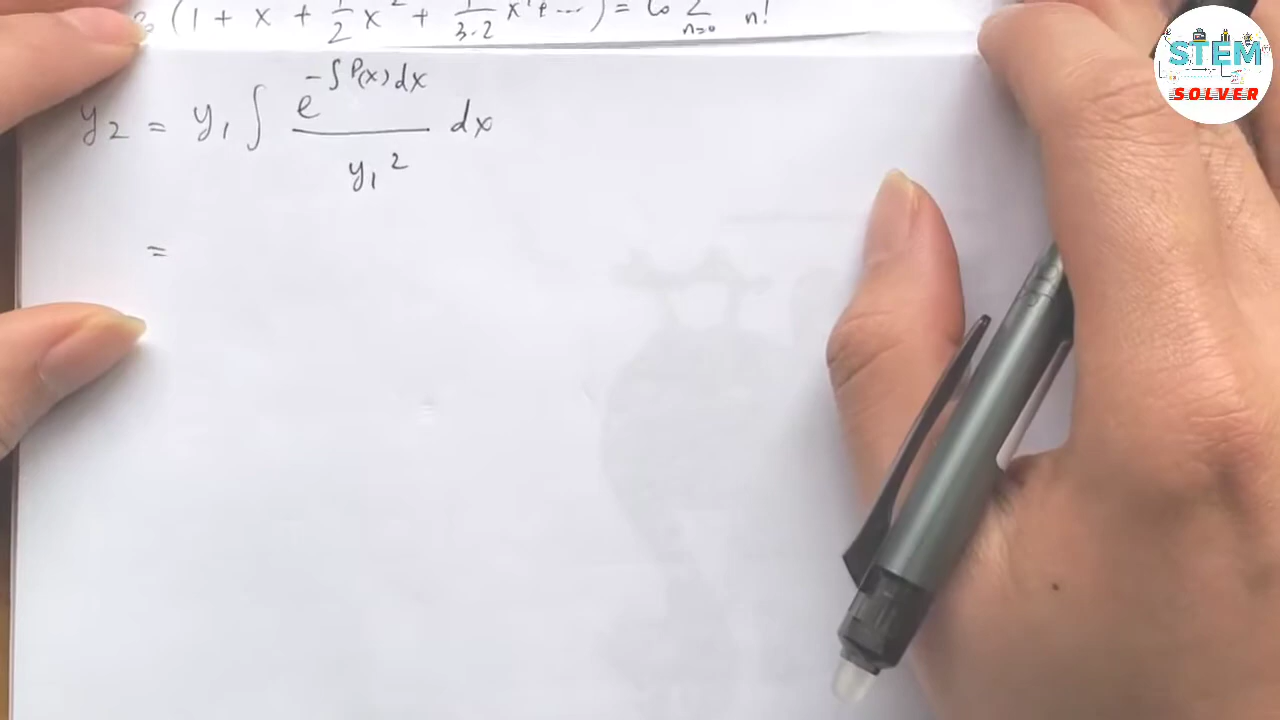 (1 + x + 1/2 x² + 1/3·2 x³ + ...) = C₀ Σ n=0 n!
y₂ = y₁ ∫ e^(-∫P(x)dx) / y₁² dx
=
STEM
SOLVER